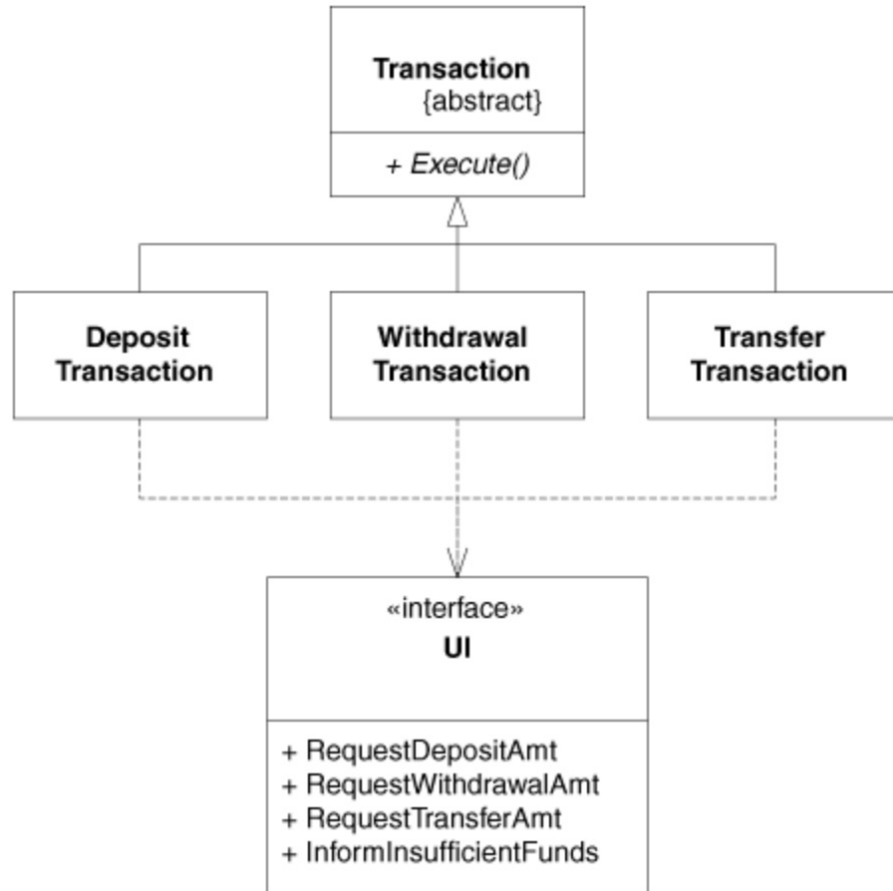 Transaction
{abstract}
+ Execute()
Deposit
Transaction
Withdrawal
Transaction
Transfer
Transaction
«interface»
UI
+ RequestDepositAmt
+ RequestWithdrawalAmt
+ RequestTransferAmt
+ InformInsufficientFunds